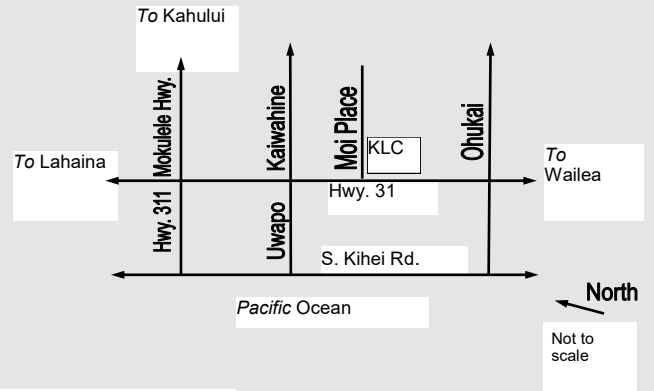 To Kahului
Hwy. 311 Mokulele Hwy.
Kaiwahine
Moi Place
Ohukai
KLC
To Lahaina
To
Wailea
Hwy. 31
Uwapo
S. Kihei Rd.
Pacific Ocean
North
Not to
scale